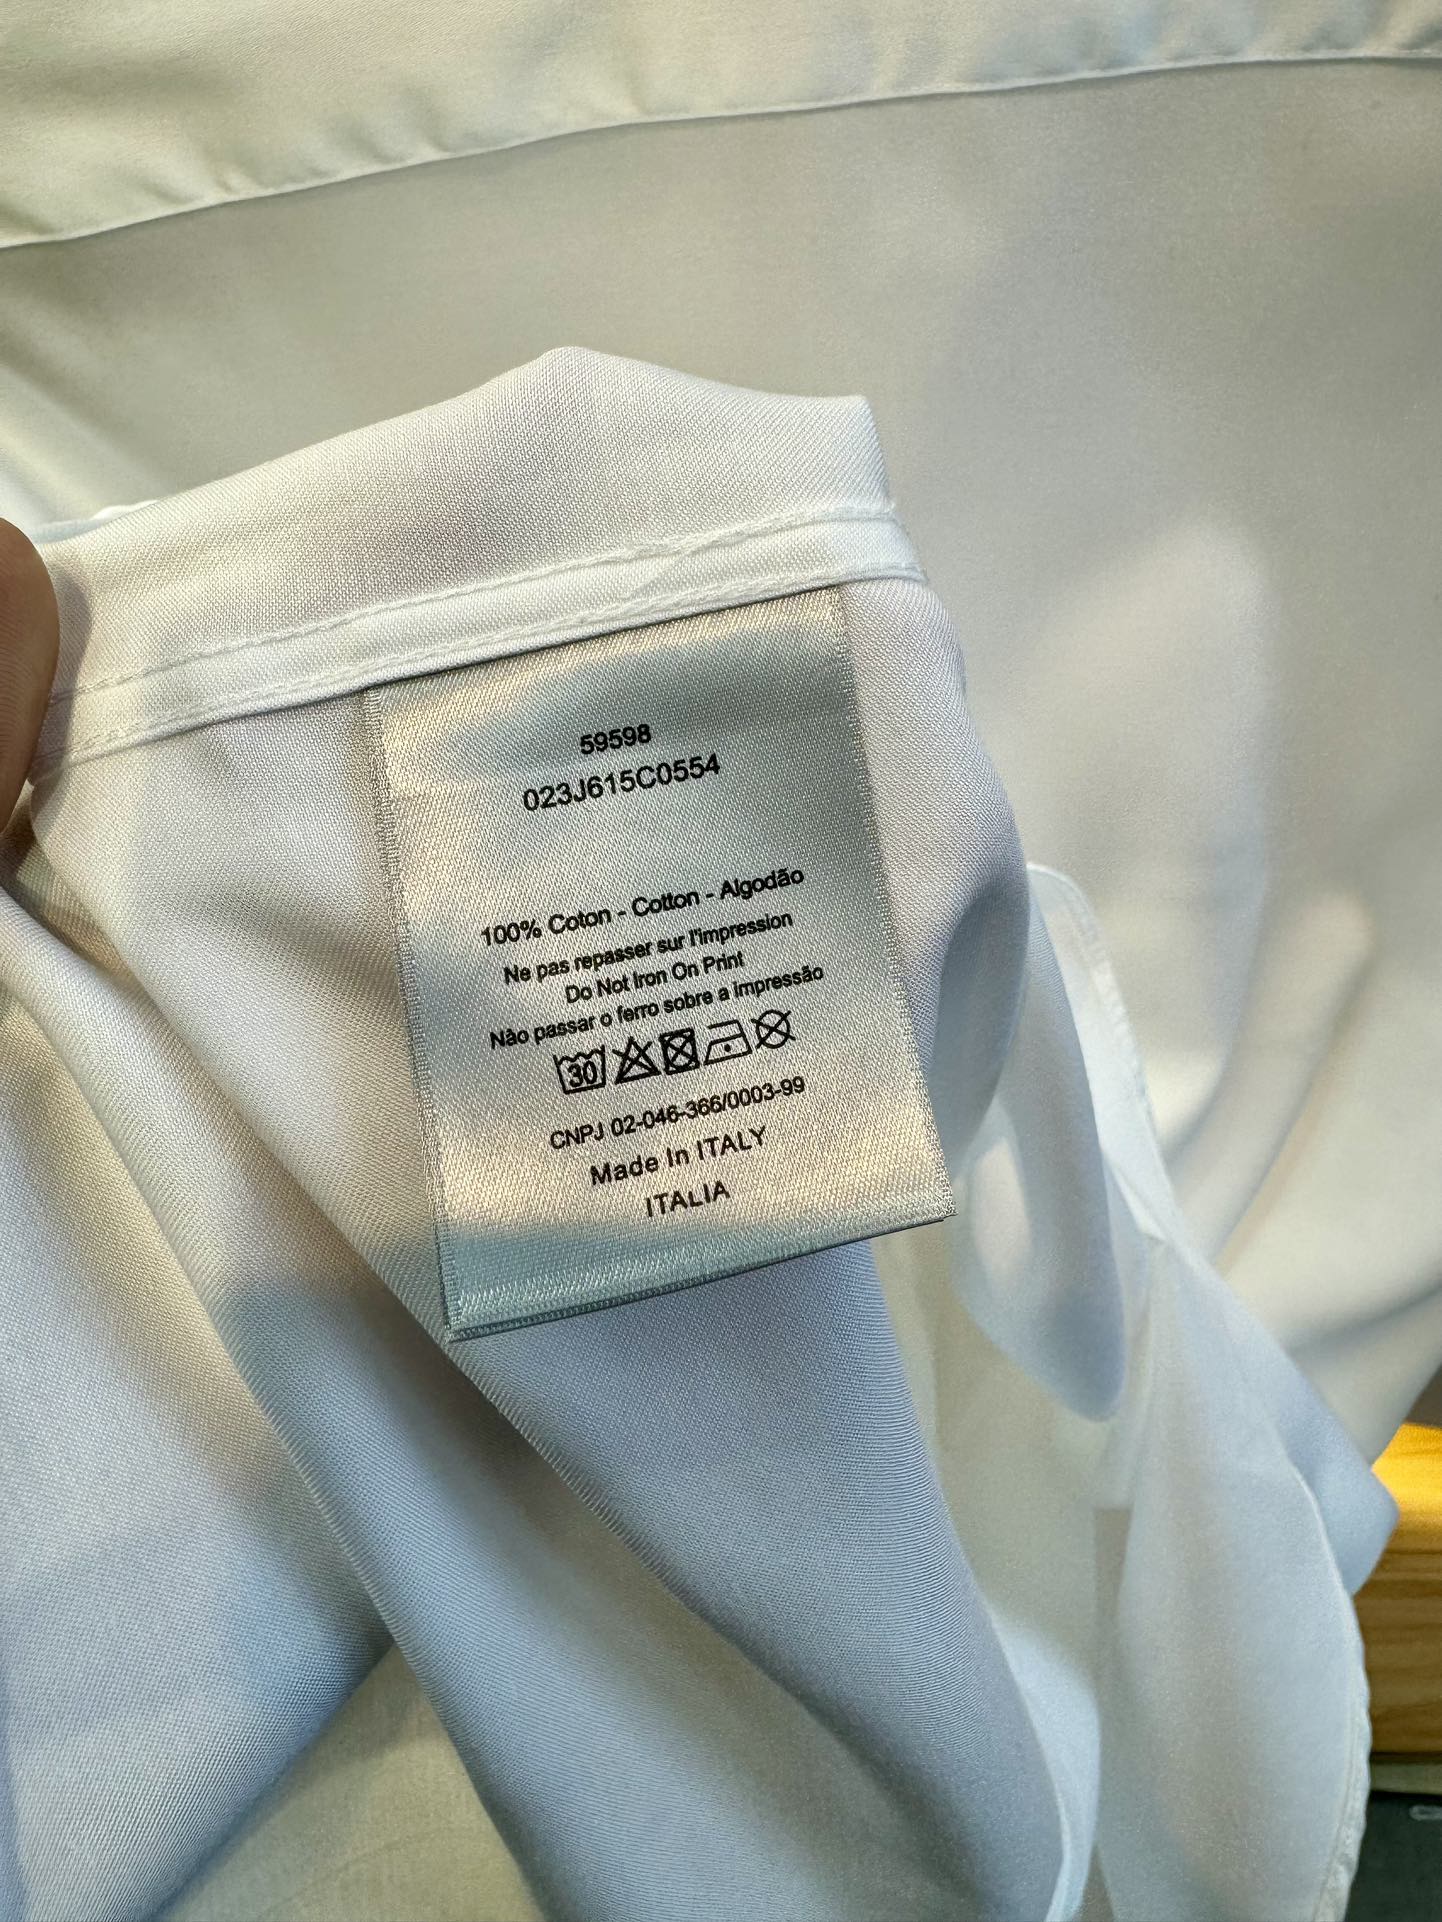 59598
023J615C0554
100% Coton - Cotton - Algodão
Ne pas repasser sur l'impression
Do Not Iron On Print
Não passar o ferro sobre a impressão
30
CNPJ 02-046-366/0003-99
Made In ITALY
ITALIA